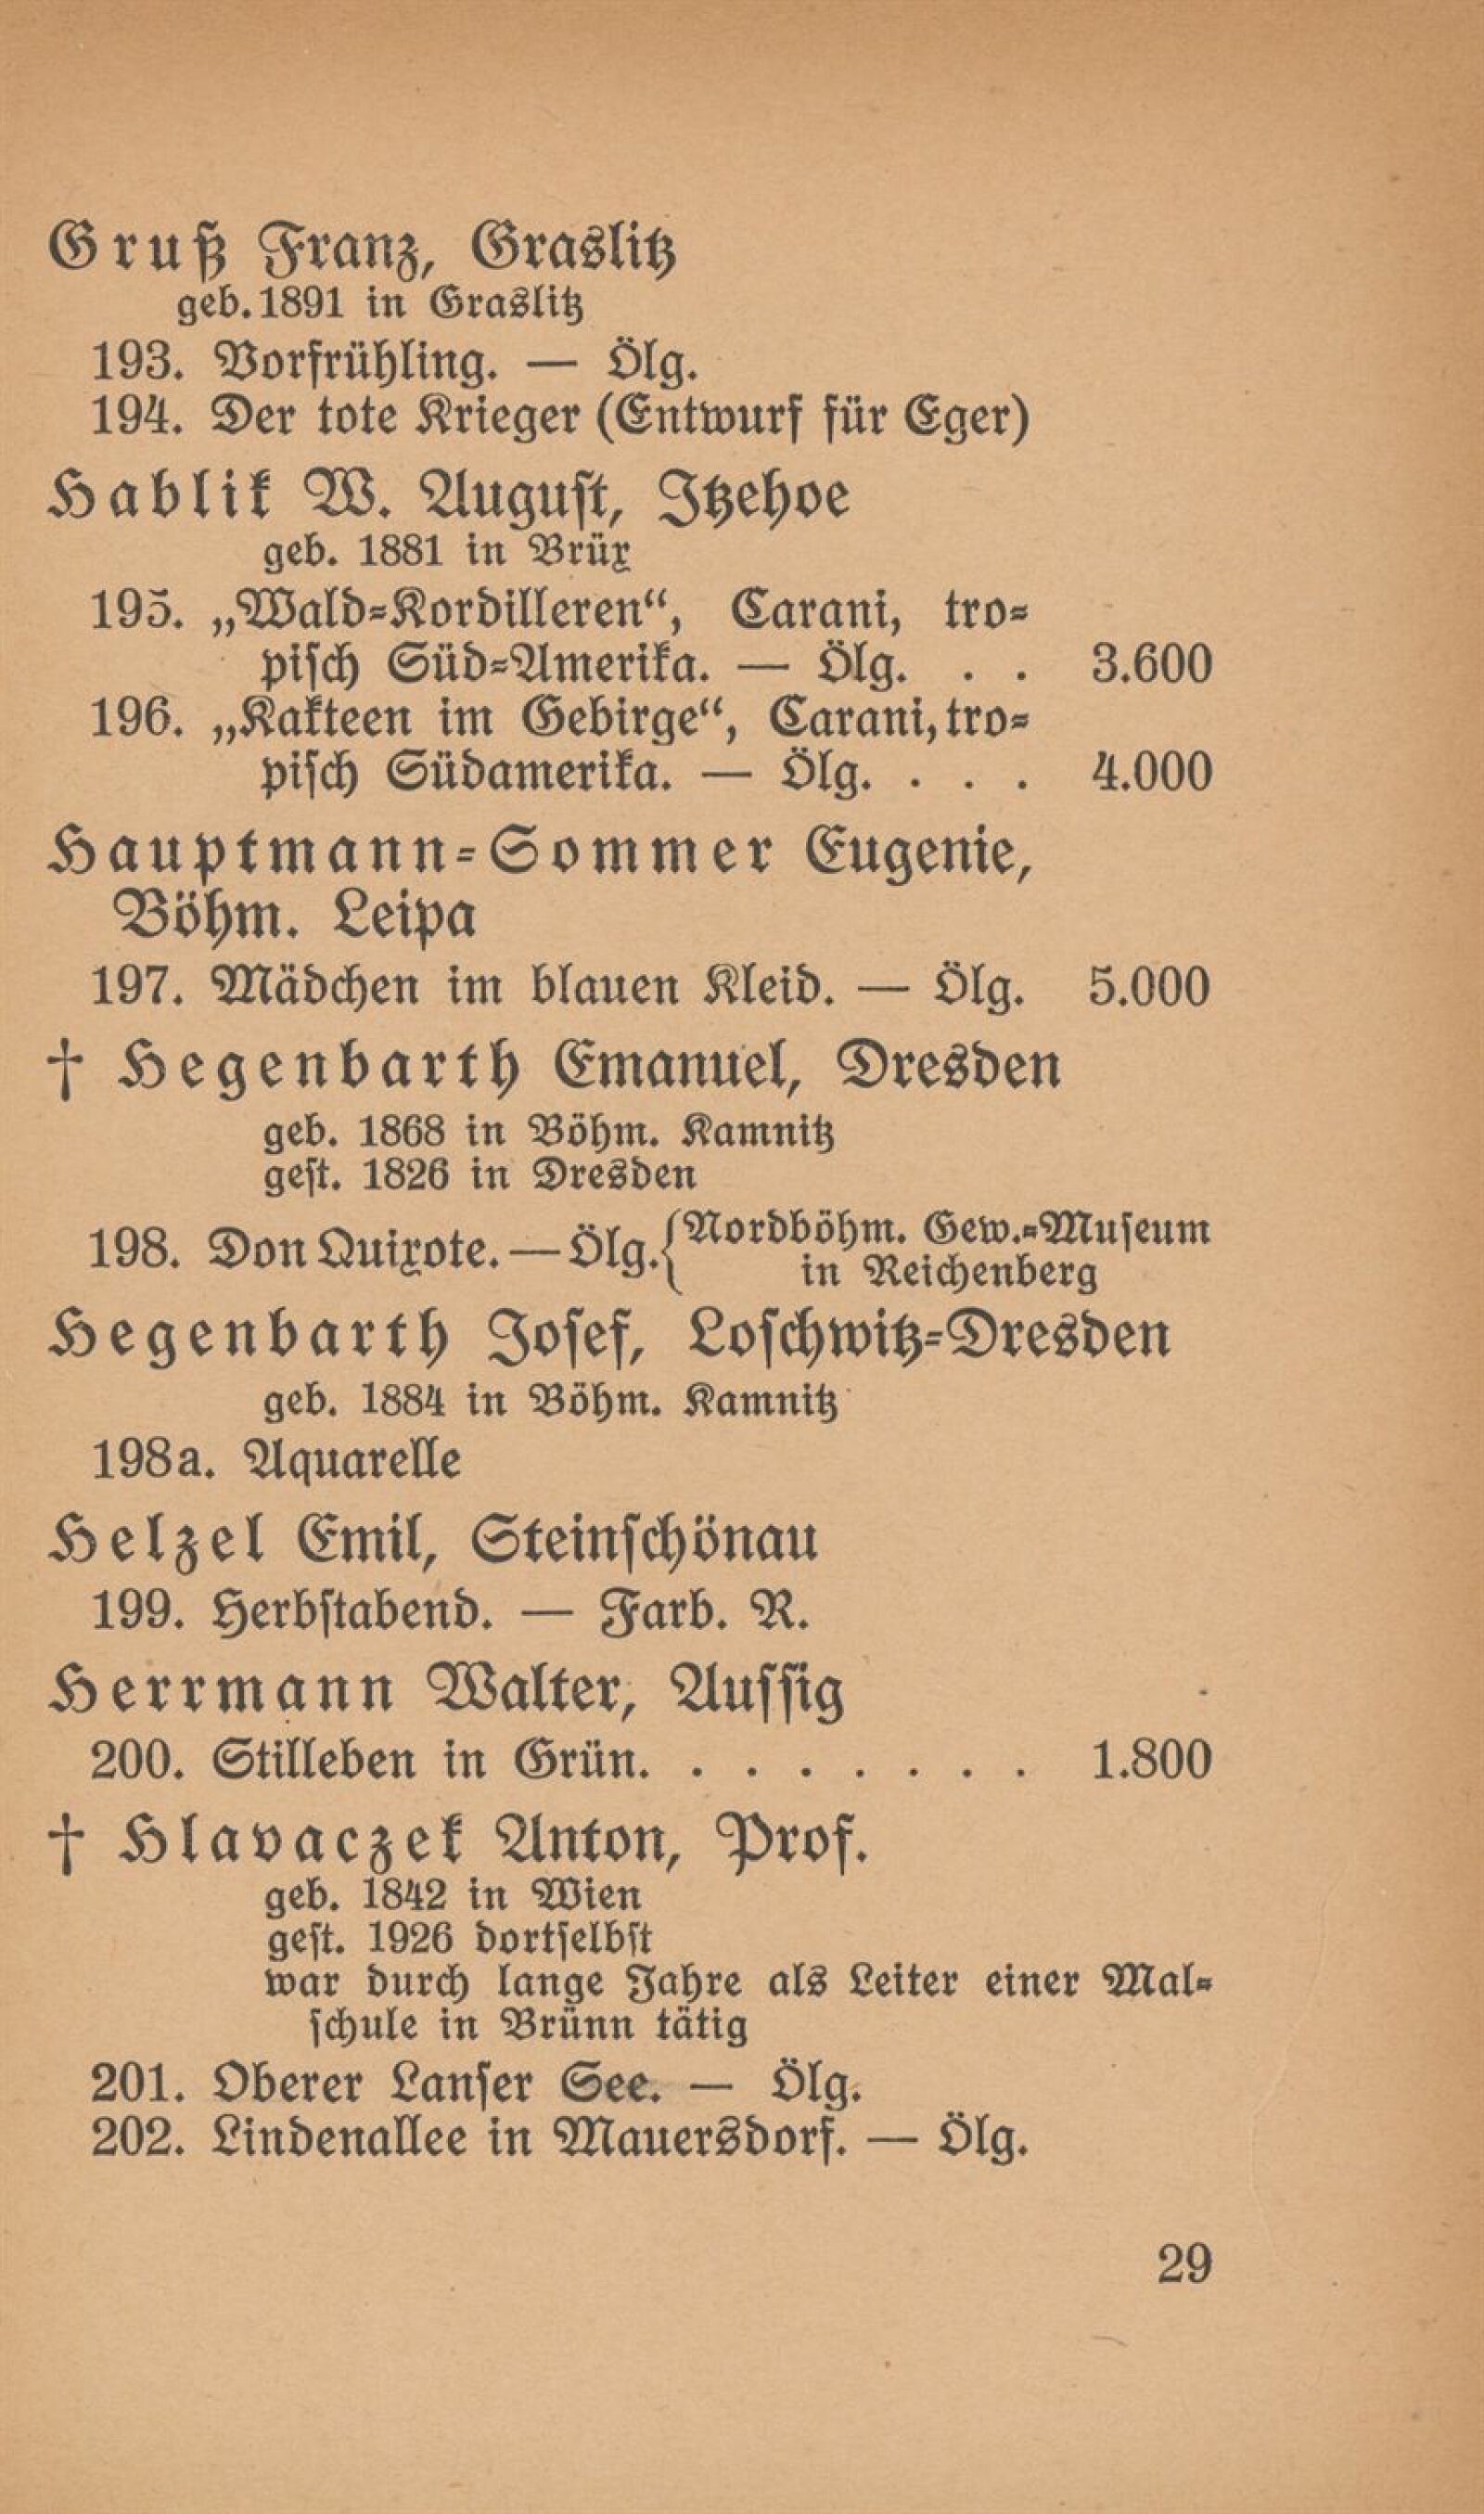 Gruß Franz, Graslitz
geb. 1891 in Graslitz
193. Vorfrühling. — Ölg.
194. Der tote Krieger (Entwurf für Eger)
Hablik W. August, Itzehoe
geb. 1881 in Brüx
195. „Wald-Kordilleren“, Carani, tro-
pisch Süd-Amerika. — Ölg. . . 3.600
196. „Kakteen im Gebirge“, Carani, tro-
pisch Südamerika. — Ölg. . . . 4.000
Hauptmann-Sommer Eugenie,
Böhm. Leipa
197. Mädchen im blauen Kleid. — Ölg. 5.000
† Hegenbarth Emanuel, Dresden
geb. 1868 in Böhm. Kamnitz
gest. 1826 in Dresden
198. Don Quixote. — Ölg. { Nordböhm. Gew.-Museum
in Reichenberg
Hegenbarth Josef, Loschwitz-Dresden
geb. 1884 in Böhm. Kamnitz
198a. Aquarelle
Helzel Emil, Steinschönau
199. Herbstabend. — Farb. R.
Herrmann Walter, Aussig
200. Stilleben in Grün. . . . . . . . 1.800
† Hlavaczek Anton, Prof.
geb. 1842 in Wien
gest. 1926 dortselbst
war durch lange Jahre als Leiter einer Mal-
schule in Brünn tätig
201. Oberer Lanser See. — Ölg.
202. Lindenallee in Mauersdorf. — Ölg.
29